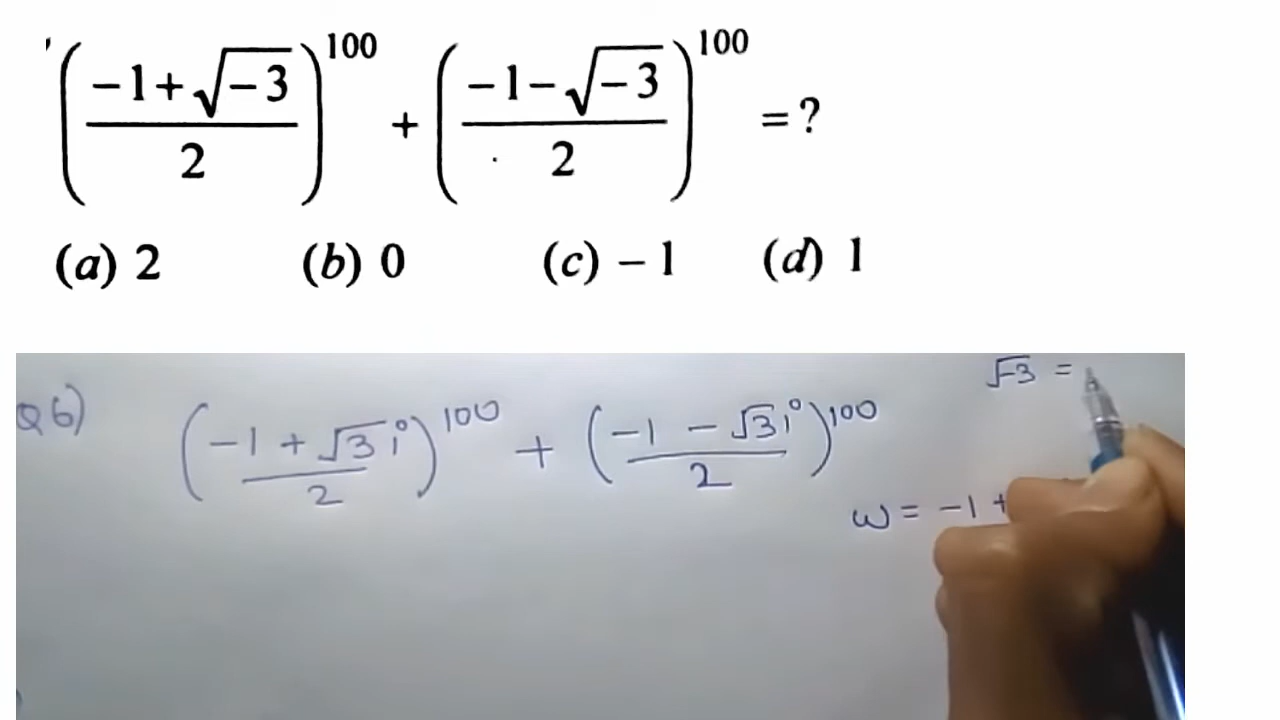 (−1+√−3 / 2)^100 + (−1−√−3 / 2)^100 = ?
(a) 2 (b) 0 (c) −1 (d) 1
√−3 =
Q6) (−1 + √3 i / 2)^100 + (−1 − √3 i / 2)^100
ω = −1 +